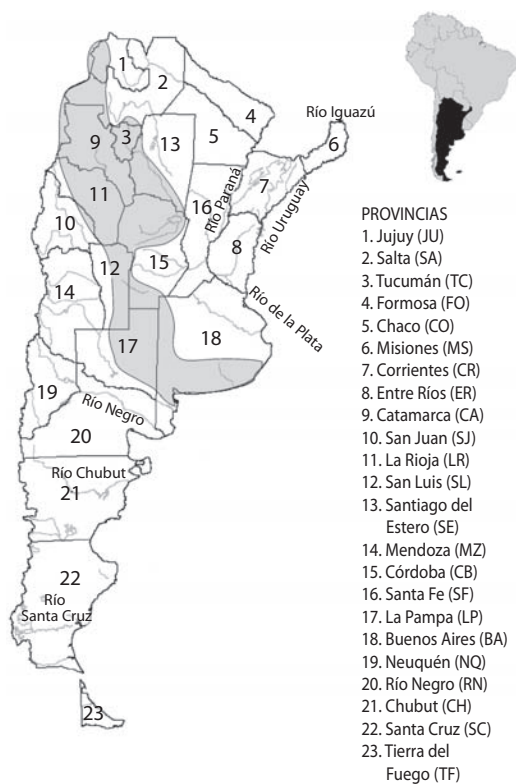 1
2
3
4
5
6
7
8
9
10
11
12
13
14
15
16
17
18
19
20
21
22
23
Río Iguazú
Río Paraná
Río Uruguay
Río de la Plata
Río Negro
Río Chubut
Río
Santa Cruz
PROVINCIAS
1. Jujuy (JU)
2. Salta (SA)
3. Tucumán (TC)
4. Formosa (FO)
5. Chaco (CO)
6. Misiones (MS)
7. Corrientes (CR)
8. Entre Ríos (ER)
9. Catamarca (CA)
10. San Juan (SJ)
11. La Rioja (LR)
12. San Luis (SL)
13. Santiago del
Estero (SE)
14. Mendoza (MZ)
15. Córdoba (CB)
16. Santa Fe (SF)
17. La Pampa (LP)
18. Buenos Aires (BA)
19. Neuquén (NQ)
20. Río Negro (RN)
21. Chubut (CH)
22. Santa Cruz (SC)
23. Tierra del
Fuego (TF)